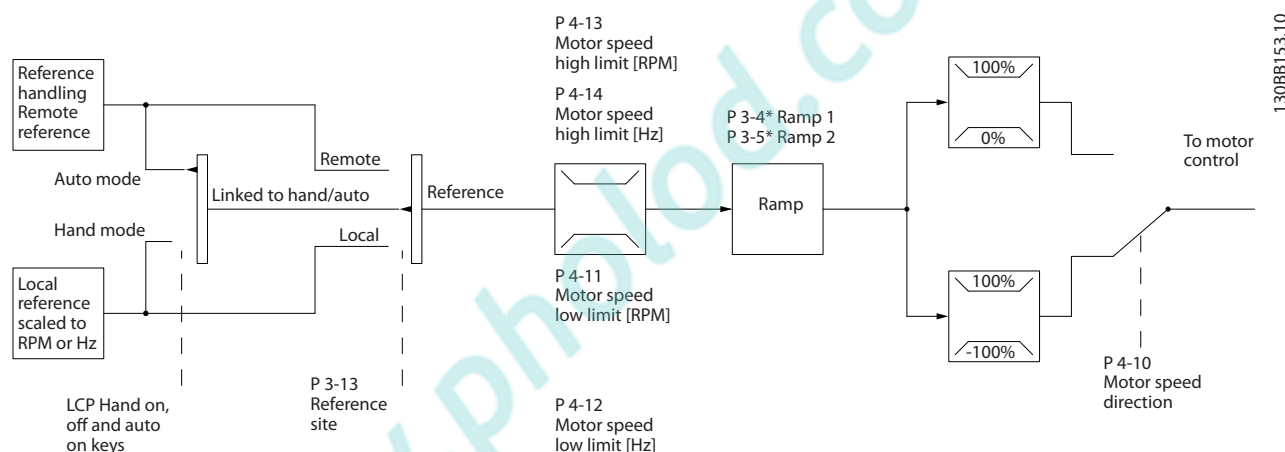 P 4-13
Motor speed
high limit [RPM]
P 4-14
Motor speed
high limit [Hz]
130BB153.10
Reference
handling
Remote
reference
Auto mode
Hand mode
Linked to hand/auto
Remote
Local
Reference
Local
reference
scaled to
RPM or Hz
LCP Hand on,
off and auto
on keys
P 3-13
Reference
site
P 4-11
Motor speed
low limit [RPM]
P 4-12
Motor speed
low limit [Hz]
P 3-4* Ramp 1
P 3-5* Ramp 2
Ramp
100%
0%
100%
-100%
To motor
control
P 4-10
Motor speed
direction
.pholod.co